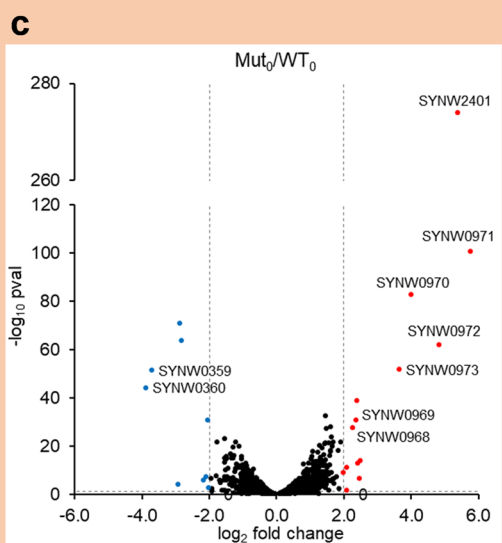 c
Mut0/WT0
280
SYNW2401
260
120
SYNW0971
100
SYNW0970
80
SYNW0972
60
SYNW0359
SYNW0973
SYNW0360
40
SYNW0969
SYNW0968
20
0
0
0
-6.0
-4.0
-2.0
0.0
2.0
4.0
6.0
-log10 pval
log2 fold change